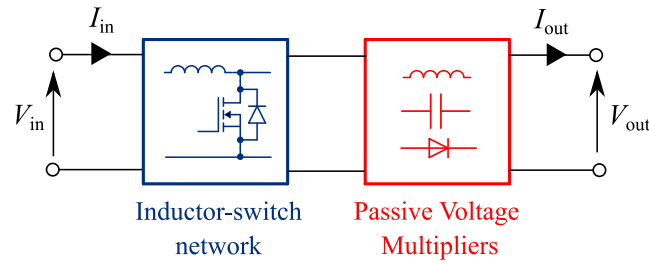 I_in
I_out
V_in
V_out
Inductor-switch
network
Passive Voltage
Multipliers